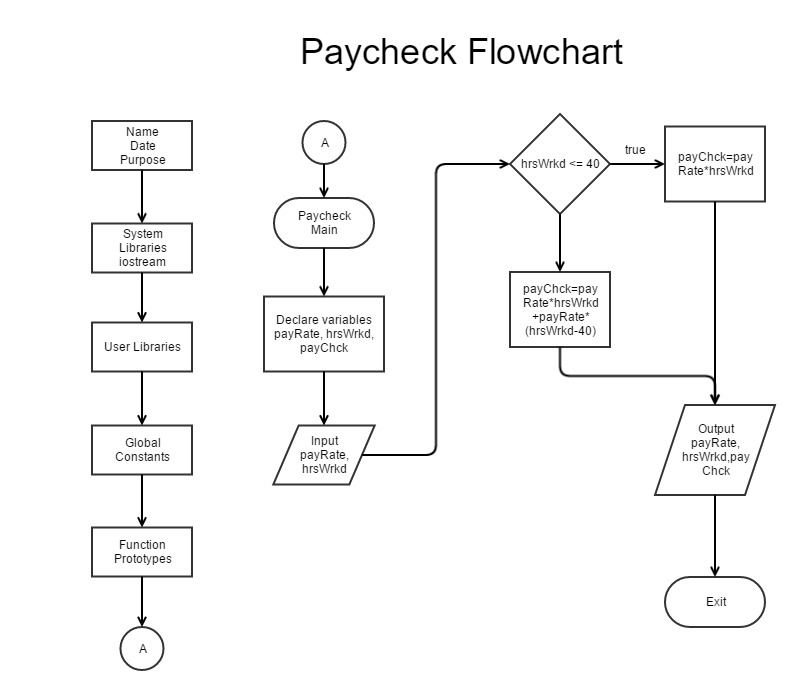 Paycheck Flowchart
Name
Date
Purpose
System
Libraries
iostream
User Libraries
Global
Constants
Function
Prototypes
A
A
Paycheck
Main
Declare variables
payRate, hrsWrkd,
payChck
Input
payRate,
hrsWrkd
hrsWrkd <= 40
true
payChck=pay
Rate*hrsWrkd
payChck=pay
Rate*hrsWrkd
+payRate*
(hrsWrkd-40)
Output
payRate,
hrsWrkd,pay
Chck
Exit